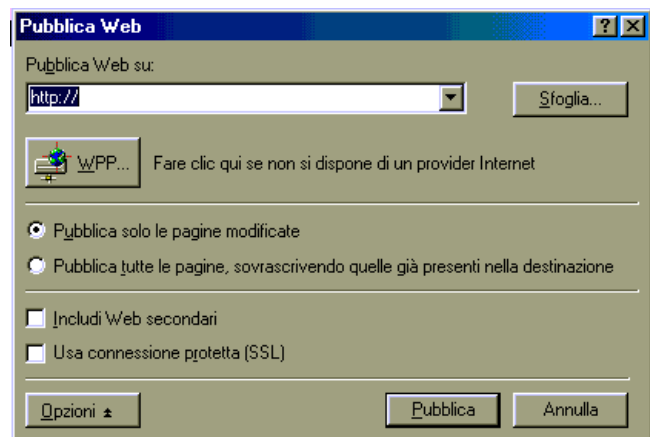 Pubblica Web
Pubblica Web su:
http://
Sfoglia...
WPP... Fare clic qui se non si dispone di un provider Internet
Pubblica solo le pagine modificate
Pubblica tutte le pagine, sovrascrivendo quelle già presenti nella destinazione
Includi Web secondari
Usa connessione protetta (SSL)
Opzioni
Pubblica
Annulla